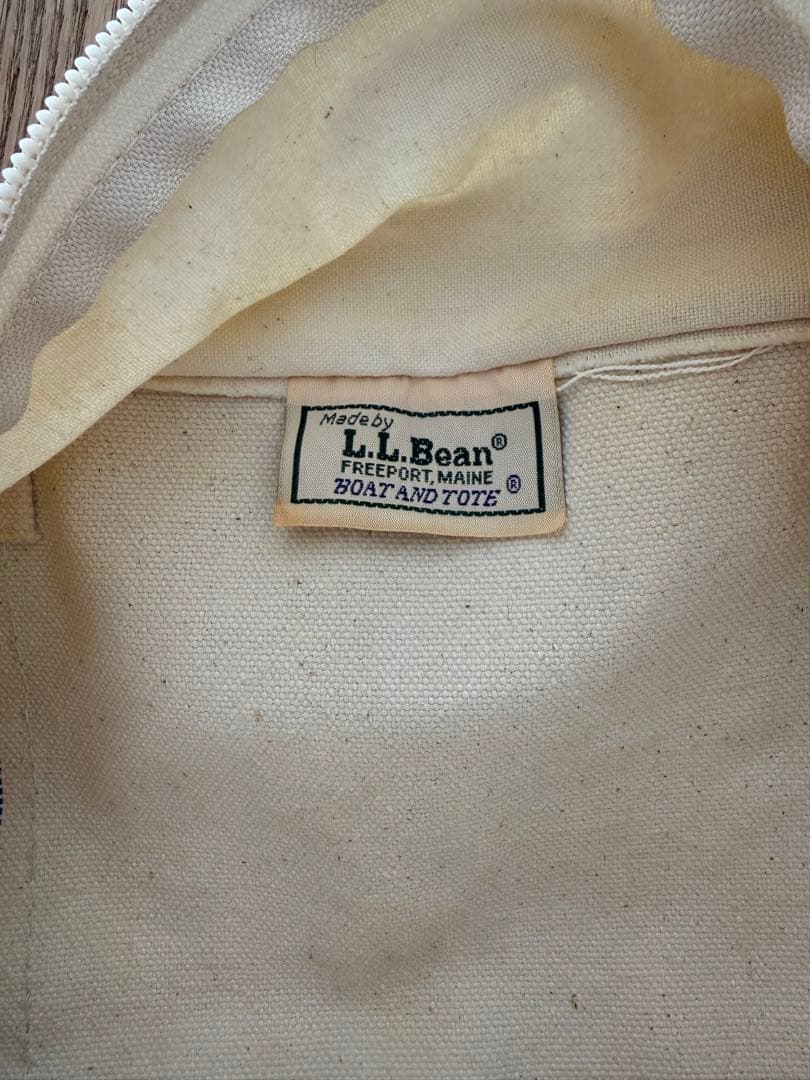 Made by
L.L.Bean®
FREEPORT, MAINE
BOAT AND TOTE ®